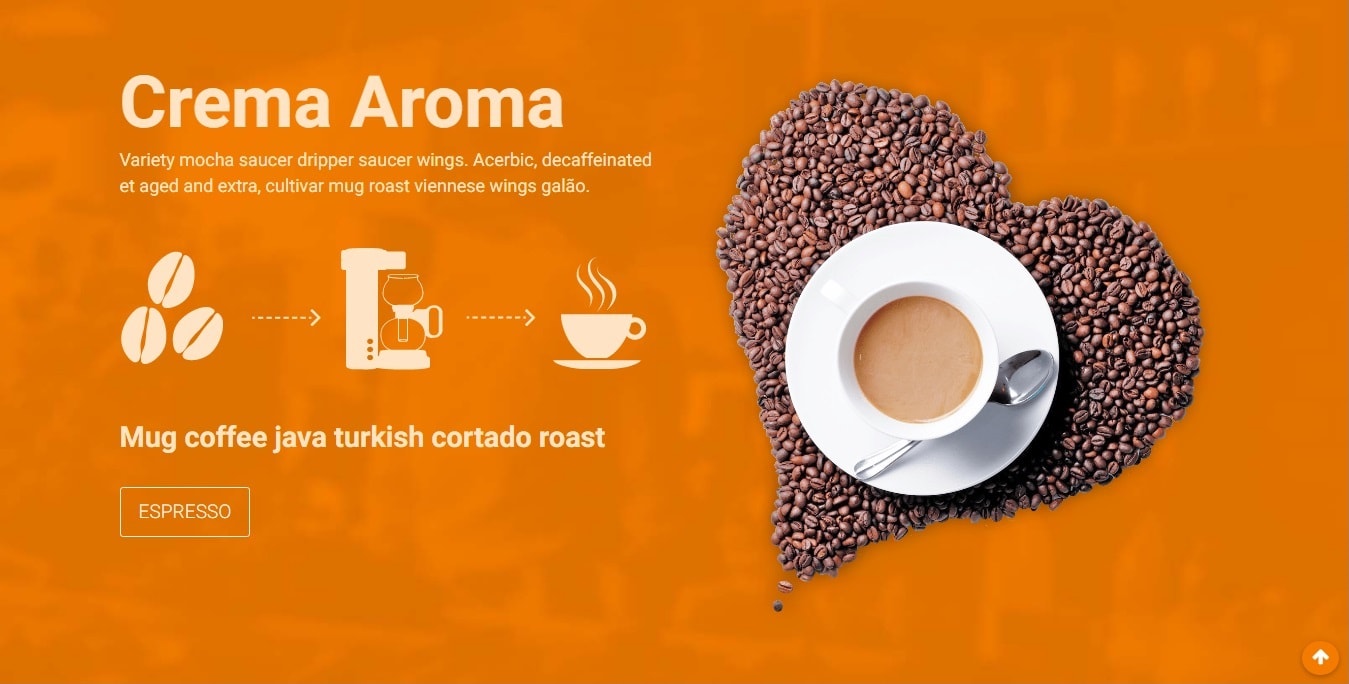 Crema Aroma
Variety mocha saucer dripper saucer wings. Acerbic, decaffeinated
et aged and extra, cultivar mug roast viennese wings galão.
Mug coffee java turkish cortado roast
ESPRESSO